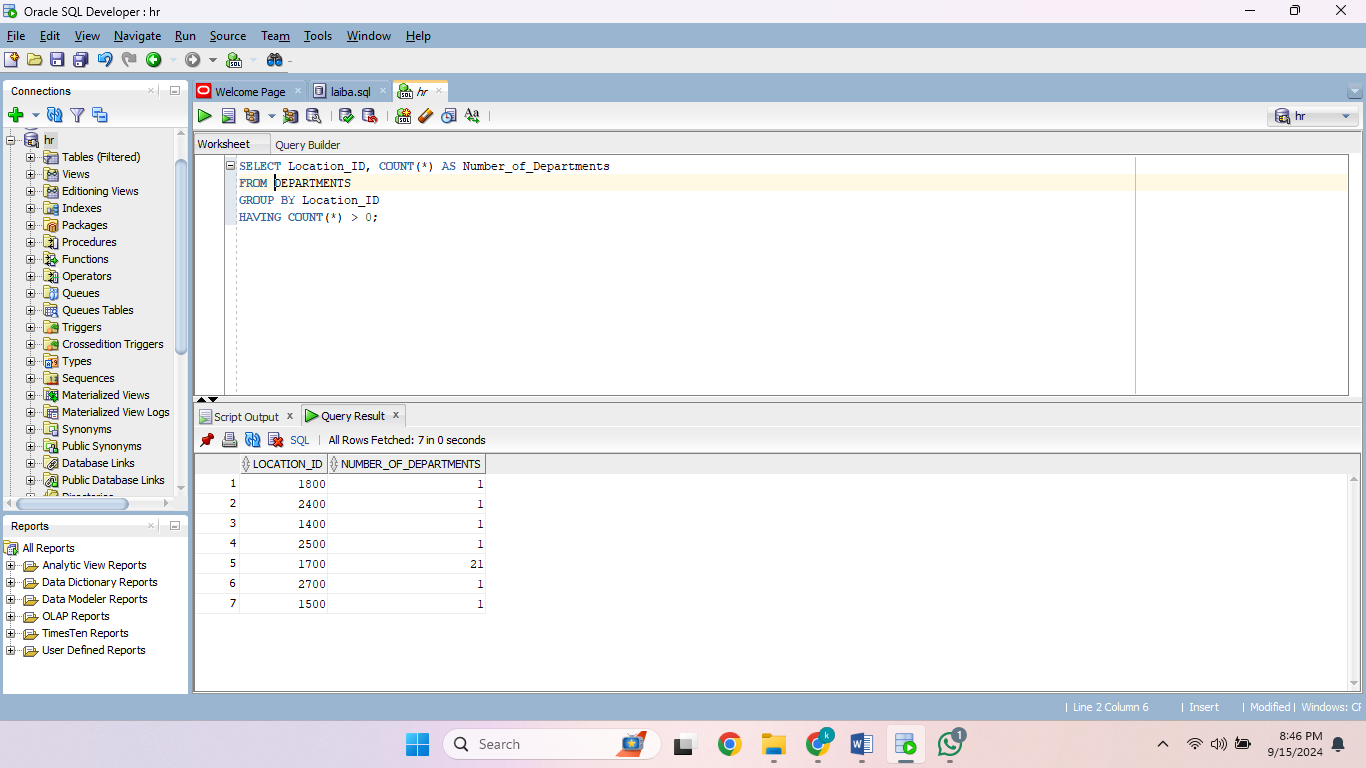 Oracle SQL Developer : hr
File Edit View Navigate Run Source Team Tools Window Help
Connections
hr
Tables (Filtered)
Views
Editioning Views
Indexes
Packages
Procedures
Functions
Operators
Queues
Queues Tables
Triggers
Crossedition Triggers
Types
Sequences
Materialized Views
Materialized View Logs
Synonyms
Public Synonyms
Database Links
Public Database Links
Directories
Reports
All Reports
Analytic View Reports
Data Dictionary Reports
Data Modeler Reports
OLAP Reports
TimesTen Reports
User Defined Reports
Welcome Page laiba.sql hr
hr
Worksheet Query Builder
SELECT Location_ID, COUNT(*) AS Number_of_Departments
FROM DEPARTMENTS
GROUP BY Location_ID
HAVING COUNT(*) > 0;
Script Output Query Result
SQL All Rows Fetched: 7 in 0 seconds
LOCATION_ID NUMBER_OF_DEPARTMENTS
1 1800 1
2 2400 1
3 1400 1
4 2500 1
5 1700 21
6 2700 1
7 1500 1
Line 2 Column 6 Insert Modified Windows:
Search
k
1
8:46 PM
9/15/2024